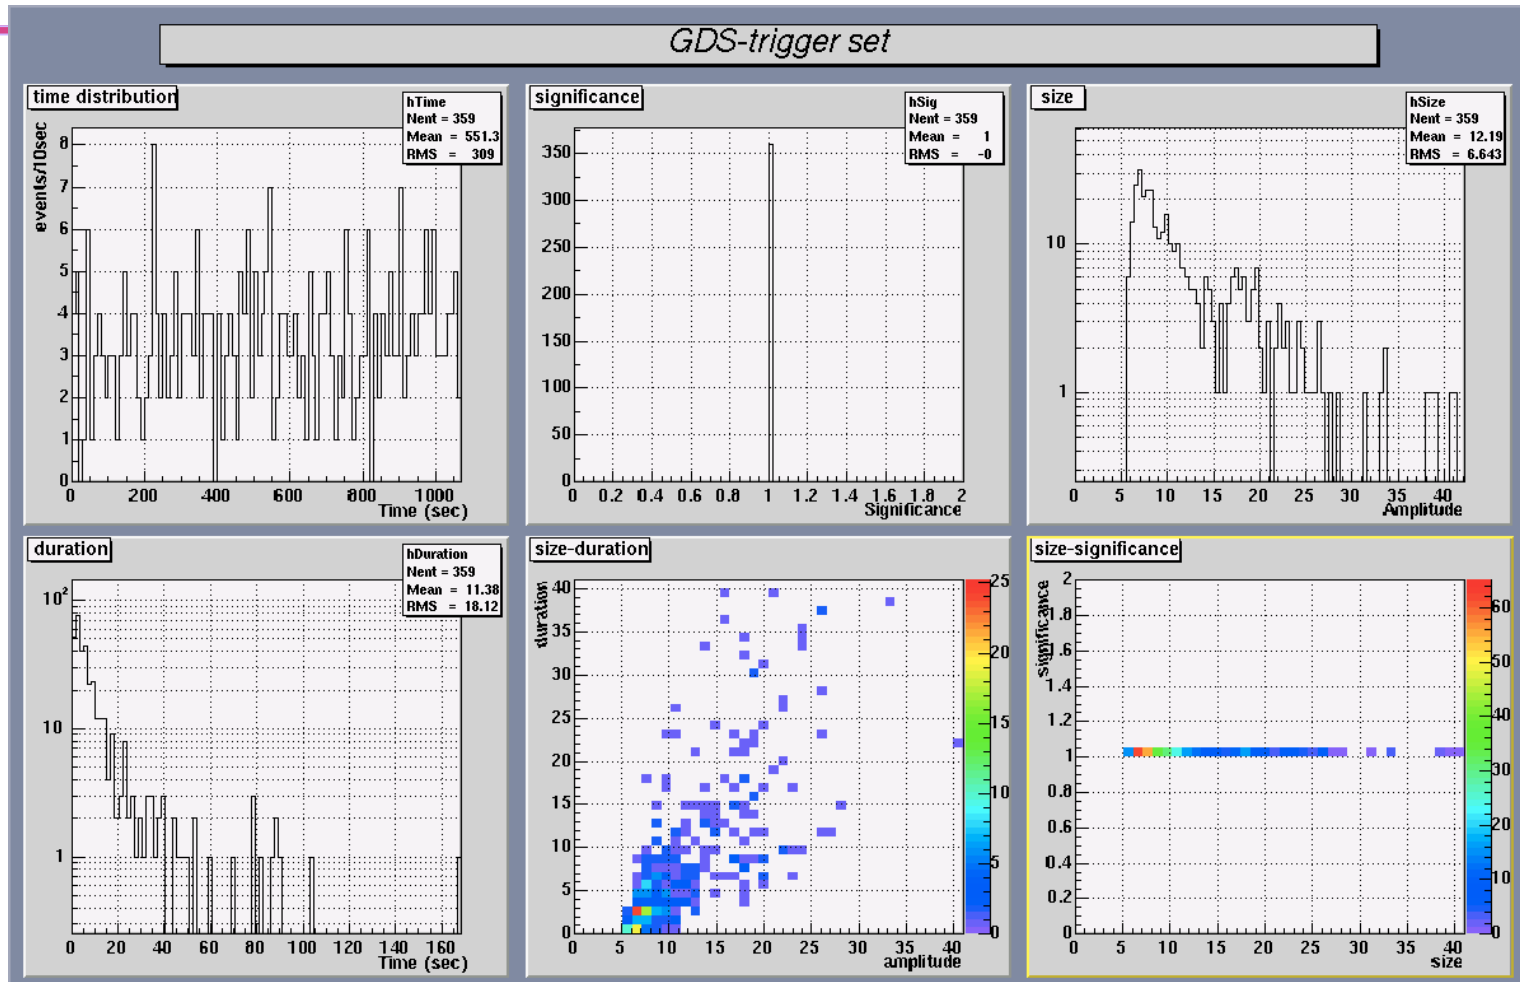 GDS-trigger set
time distribution
hTime
Nent = 359
Mean = 551.3
RMS = 309
events/10sec
8
7
6
5
4
3
2
1
0
0 200 400 600 800 1000
Time (sec)
significance
hSig
Nent = 359
Mean = 1
RMS = -0
350
300
250
200
150
100
50
0
0 0.2 0.4 0.6 0.8 1 1.2 1.4 1.6 1.8 2
Significance
size
hSize
Nent = 359
Mean = 12.19
RMS = 6.643
10
1
0 5 10 15 20 25 30 35 40
Amplitude
duration
hDuration
Nent = 359
Mean = 11.38
RMS = 18.12
10²
10
1
0 20 40 60 80 100 120 140 160
Time (sec)
size-duration
duration
40
35
30
25
20
15
10
5
0
0 5 10 15 20 25 30 35 40
amplitude
25
20
15
10
5
0
size-significance
significance
2
1.8
1.6
1.4
1.2
1
0.8
0.6
0.4
0.2
0
0 5 10 15 20 25 30 35 40
size
60
50
40
30
20
10
0